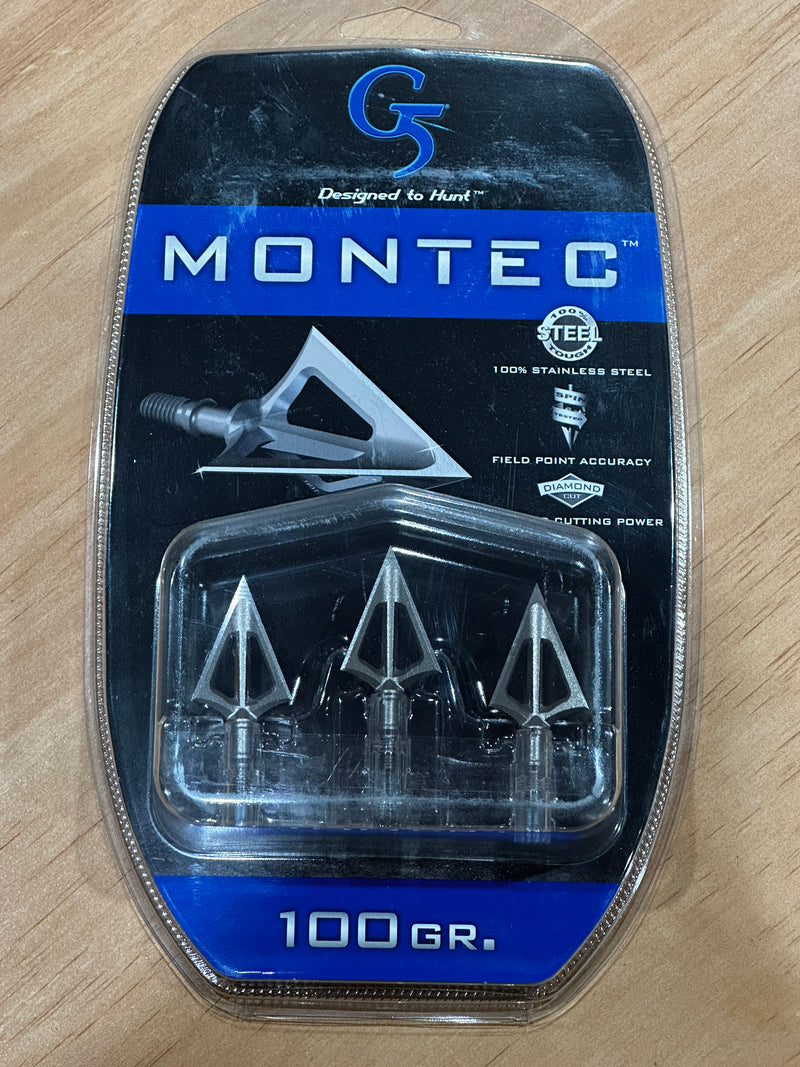 G5®
Designed to Hunt™
MONTEC™
100%
STEEL
TOUGH
100% STAINLESS STEEL
SPIN
TESTED
FIELD POINT ACCURACY
DIAMOND
CUT
CUTTING POWER
100GR.